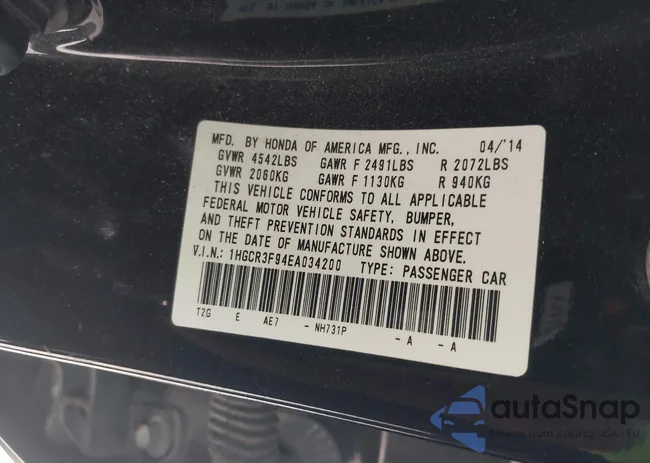 MFD. BY HONDA OF AMERICA MFG., INC. 04/'14
GVWR 4542LBS GAWR F 2491LBS R 2072LBS
GVWR 2060KG GAWR F 1130KG R 940KG
THIS VEHICLE CONFORMS TO ALL APPLICABLE
FEDERAL MOTOR VEHICLE SAFETY, BUMPER,
AND THEFT PREVENTION STANDARDS IN EFFECT
ON THE DATE OF MANUFACTURE SHOWN ABOVE.
V.I.N.: 1HGCR3F94EA034200 TYPE: PASSENGER CAR
T2G E AE7 - NH731P - A - A
autaSnap